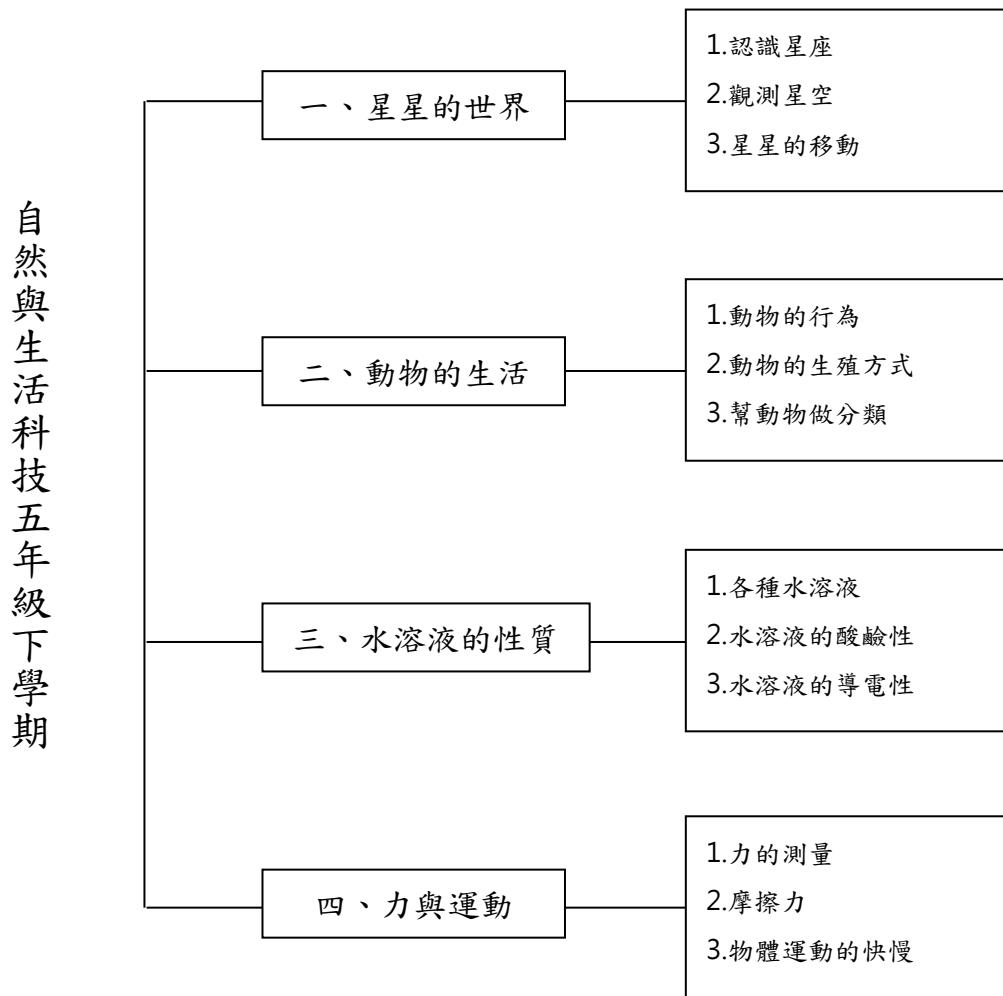 自然與生活科技五年級下學期
一、星星的世界
1.認識星座
2.觀測星空
3.星星的移動
二、動物的生活
1.動物的行為
2.動物的生殖方式
3.幫動物做分類
三、水溶液的性質
1.各種水溶液
2.水溶液的酸鹼性
3.水溶液的導電性
四、力與運動
1.力的測量
2.摩擦力
3.物體運動的快慢